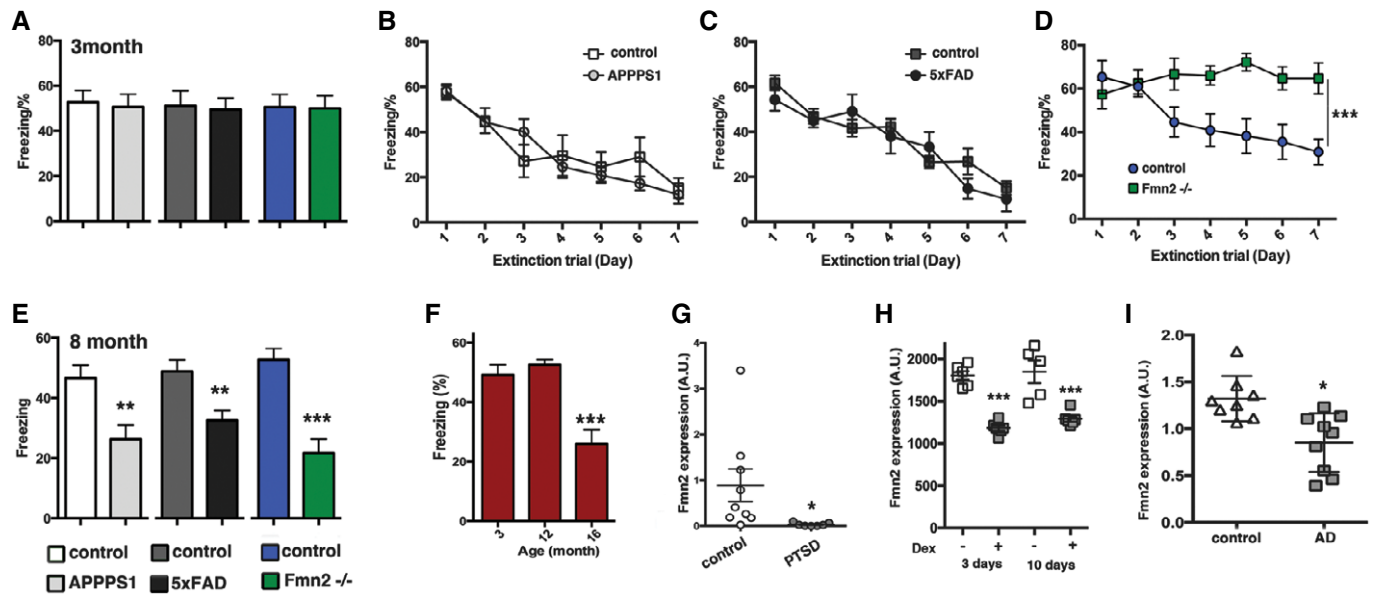 A
3month
Freezing/%
80
60
40
20
0
B
Freezing/%
80
60
40
20
0
control
APPPS1
1 2 3 4 5 6 7
Extinction trial (Day)
C
Freezing/%
80
60
40
20
0
control
5xFAD
1 2 3 4 5 6 7
Extinction trial (Day)
D
Freezing/%
80
60
40
20
0
***
control
Fmn2 -/-
1 2 3 4 5 6 7
Extinction trial (Day)
E
8 month
Freezing
60
40
20
0
** ** ***
control control control
APPPS1 5xFAD Fmn2 -/-
F
Freezing (%)
60
40
20
0
***
3 12 16
Age (month)
G
Fmn2 expression (A.U.)
4
3
2
1
0
*
control PTSD
H
Fmn2 expression (A.U.)
2000
1500
1000
500
0
*** ***
Dex - + - +
3 days 10 days
I
Fmn2 expression (A.U.)
2.0
1.5
1.0
0.5
0.0
*
control AD